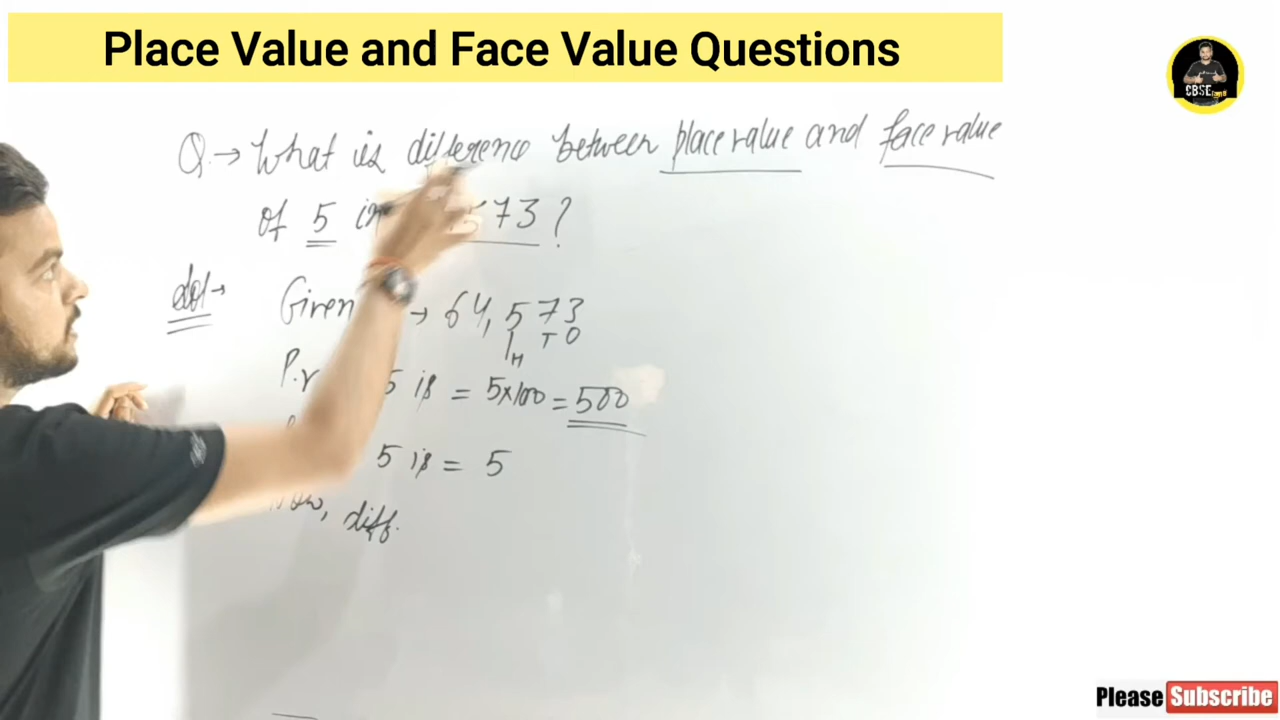 Place Value and Face Value Questions
CBSE
Q.→ What is difference between place value and face value
of 5 in 573?
Sol→ Given → 64,573
H T O
P.v 5 is = 5×100 = 500
5 is = 5
Now, diff.
Please Subscribe